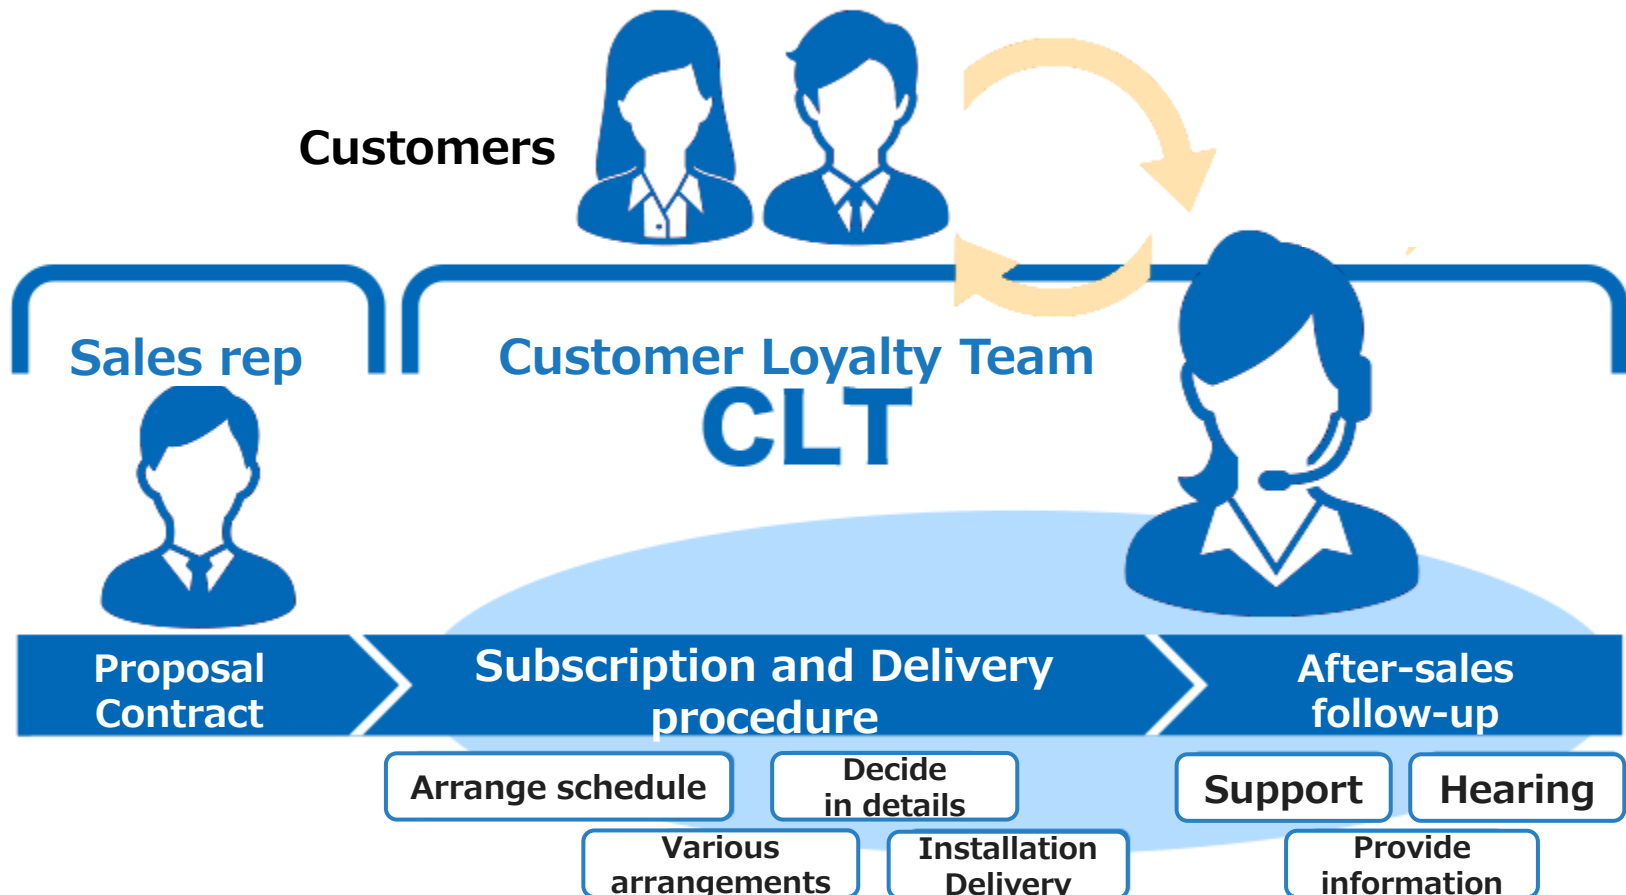 Customers
Sales rep
Customer Loyalty Team
CLT
Proposal
Contract
Subscription and Delivery
procedure
After-sales
follow-up
Arrange schedule
Decide
in details
Support
Hearing
Various
arrangements
Installation
Delivery
Provide
information